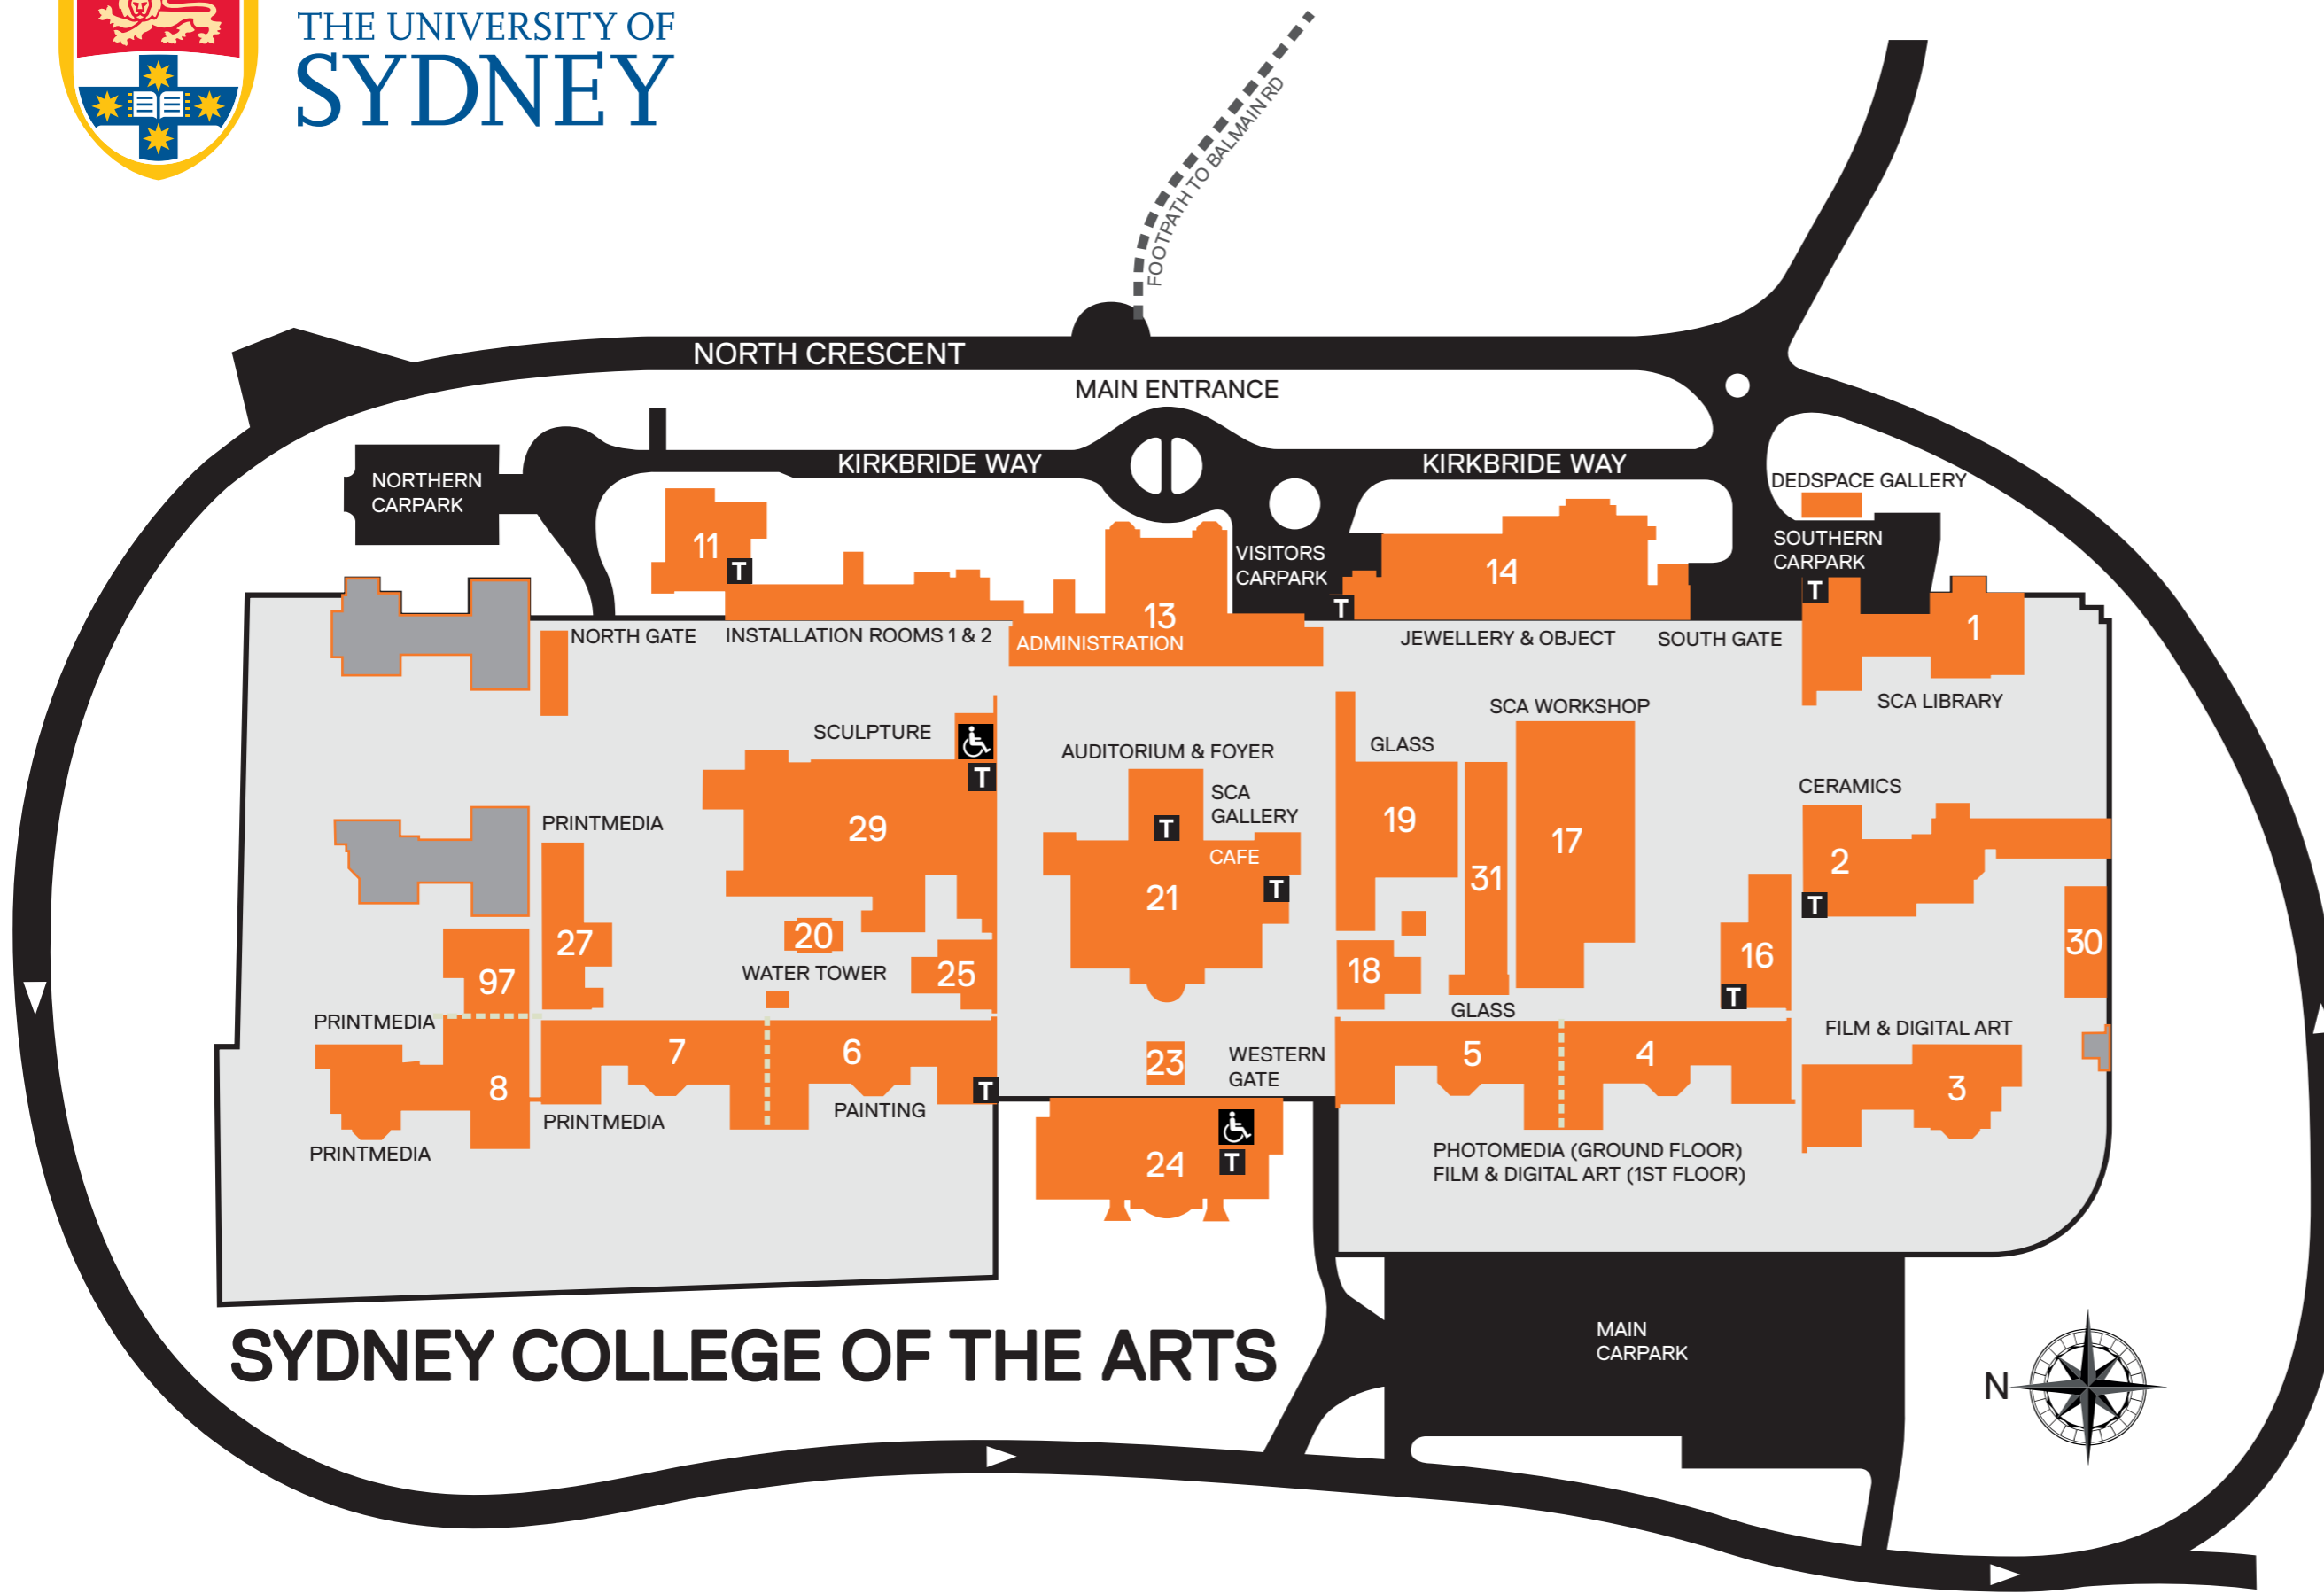 THE UNIVERSITY OF
SYDNEY
FOOTPATH TO BALMAIN RD
NORTH CRESCENT
MAIN ENTRANCE
KIRKBRIDE WAY
KIRKBRIDE WAY
NORTHERN
CARPARK
DEDSPACE GALLERY
SOUTHERN
CARPARK
T
11
T
VISITORS
CARPARK
T
14
13
ADMINISTRATION
1
NORTH GATE
INSTALLATION ROOMS 1 & 2
JEWELLERY & OBJECT
SOUTH GATE
SCA LIBRARY
SCULPTURE
T
AUDITORIUM & FOYER
SCA
GALLERY
CAFE
T
T
21
GLASS
SCA WORKSHOP
CERAMICS
PRINTMEDIA
29
19
31
17
2
T
27
20
WATER TOWER
25
18
16
T
30
97
PRINTMEDIA
GLASS
FILM & DIGITAL ART
7
6
T
23
WESTERN
GATE
5
4
3
8
PRINTMEDIA
PAINTING
PRINTMEDIA
24
T
PHOTOMEDIA (GROUND FLOOR)
FILM & DIGITAL ART (1ST FLOOR)
SYDNEY COLLEGE OF THE ARTS
MAIN
CARPARK
N